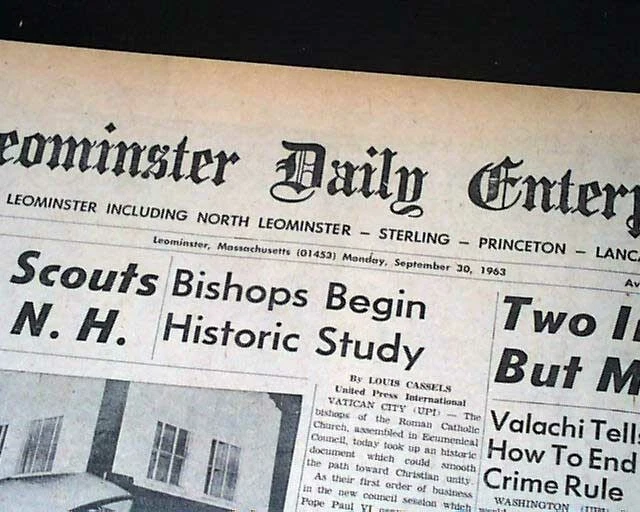 eominster Daily Enterp
LEOMINSTER INCLUDING NORTH LEOMINSTER — STERLING — PRINCETON — LANCA
Leominster, Massachusetts (01453) Monday, September 30, 1963
Av
Scouts
N. H.
Bishops Begin
Historic Study
By LOUIS CASSELS
United Press International
VATICAN CITY (UPI) — The
bishops of the Roman Catholic
Church, assembled in Ecumenical
Council, today took up an historic
document which could smooth
the path toward Christian unity.
As their first order of business
in the new council session which
Pope Paul VI
Two I
But M
Valachi Tells
How To End
Crime Rule
WASHINGTON (UPI)